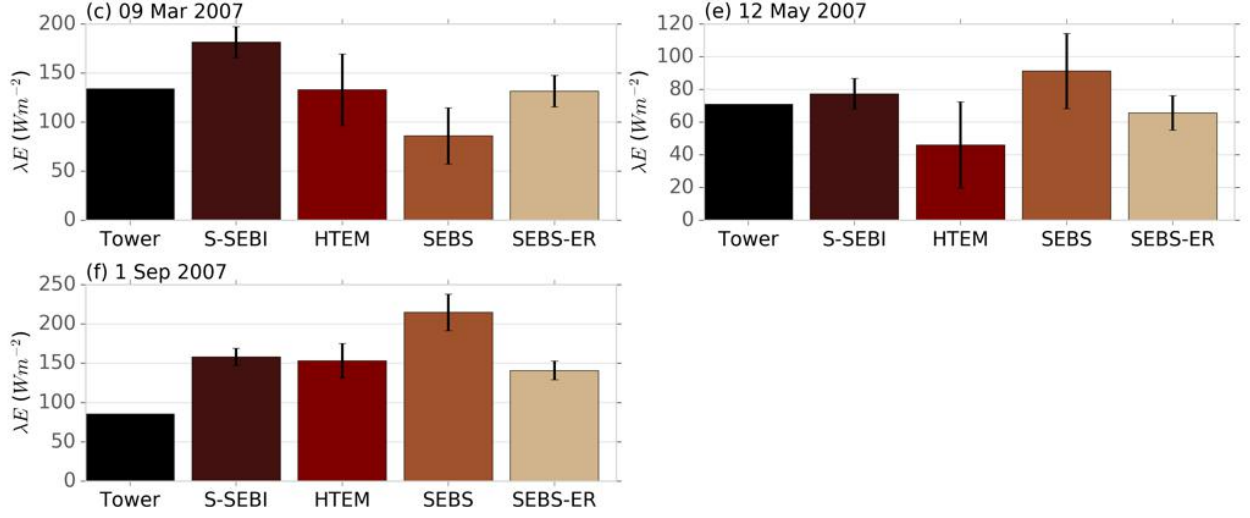 (c) 09 Mar 2007
λE (Wm⁻²)
200
150
100
50
0
Tower S-SEBI HTEM SEBS SEBS-ER
(e) 12 May 2007
λE (Wm⁻²)
120
100
80
60
40
20
0
Tower S-SEBI HTEM SEBS SEBS-ER
(f) 1 Sep 2007
λE (Wm⁻²)
250
200
150
100
50
0
Tower S-SEBI HTEM SEBS SEBS-ER